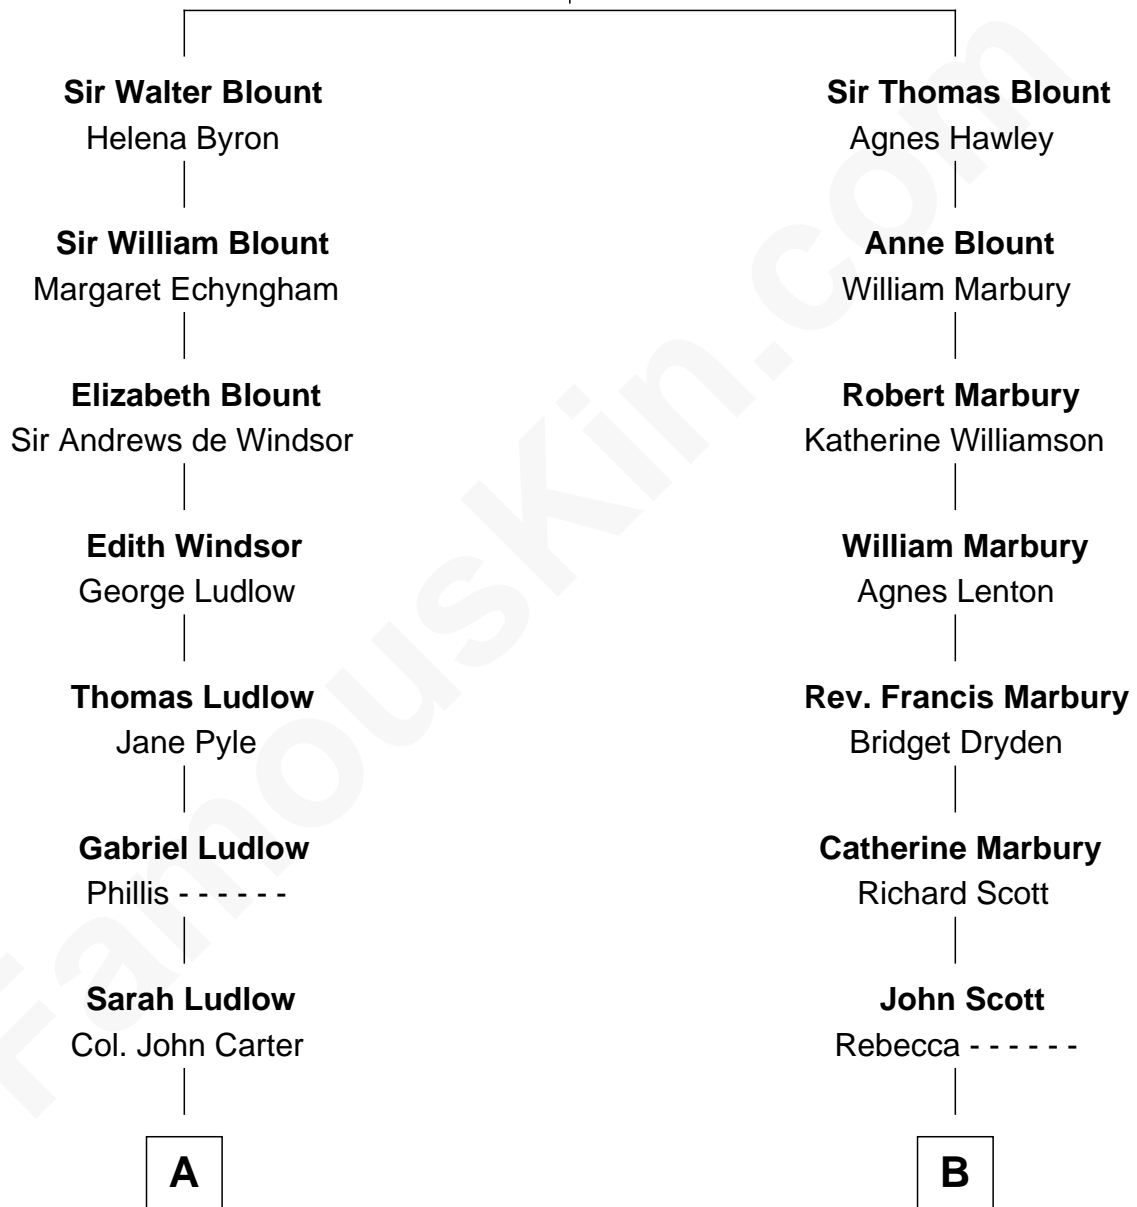 Sir Walter Blount
Helena Byron
Sir William Blount
Margaret Echyngham
Elizabeth Blount
Sir Andrews de Windsor
Edith Windsor
George Ludlow
Thomas Ludlow
Jane Pyle
Gabriel Ludlow
Phillis - - - - - -
Sarah Ludlow
Col. John Carter
A
Sir Thomas Blount
Agnes Hawley
Anne Blount
William Marbury
Robert Marbury
Katherine Williamson
William Marbury
Agnes Lenton
Rev. Francis Marbury
Bridget Dryden
Catherine Marbury
Richard Scott
John Scott
Rebecca - - - - - -
B
FamousKin.com